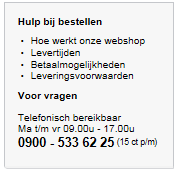 Hulp bij bestellen
• Hoe werkt onze webshop
• Levertijden
• Betaalmogelijkheden
• Leveringsvoorwaarden
Voor vragen
Telefonisch bereikbaar
Ma t/m vr 09.00u - 17.00u
0900 - 533 62 25 (15 ct p/m)